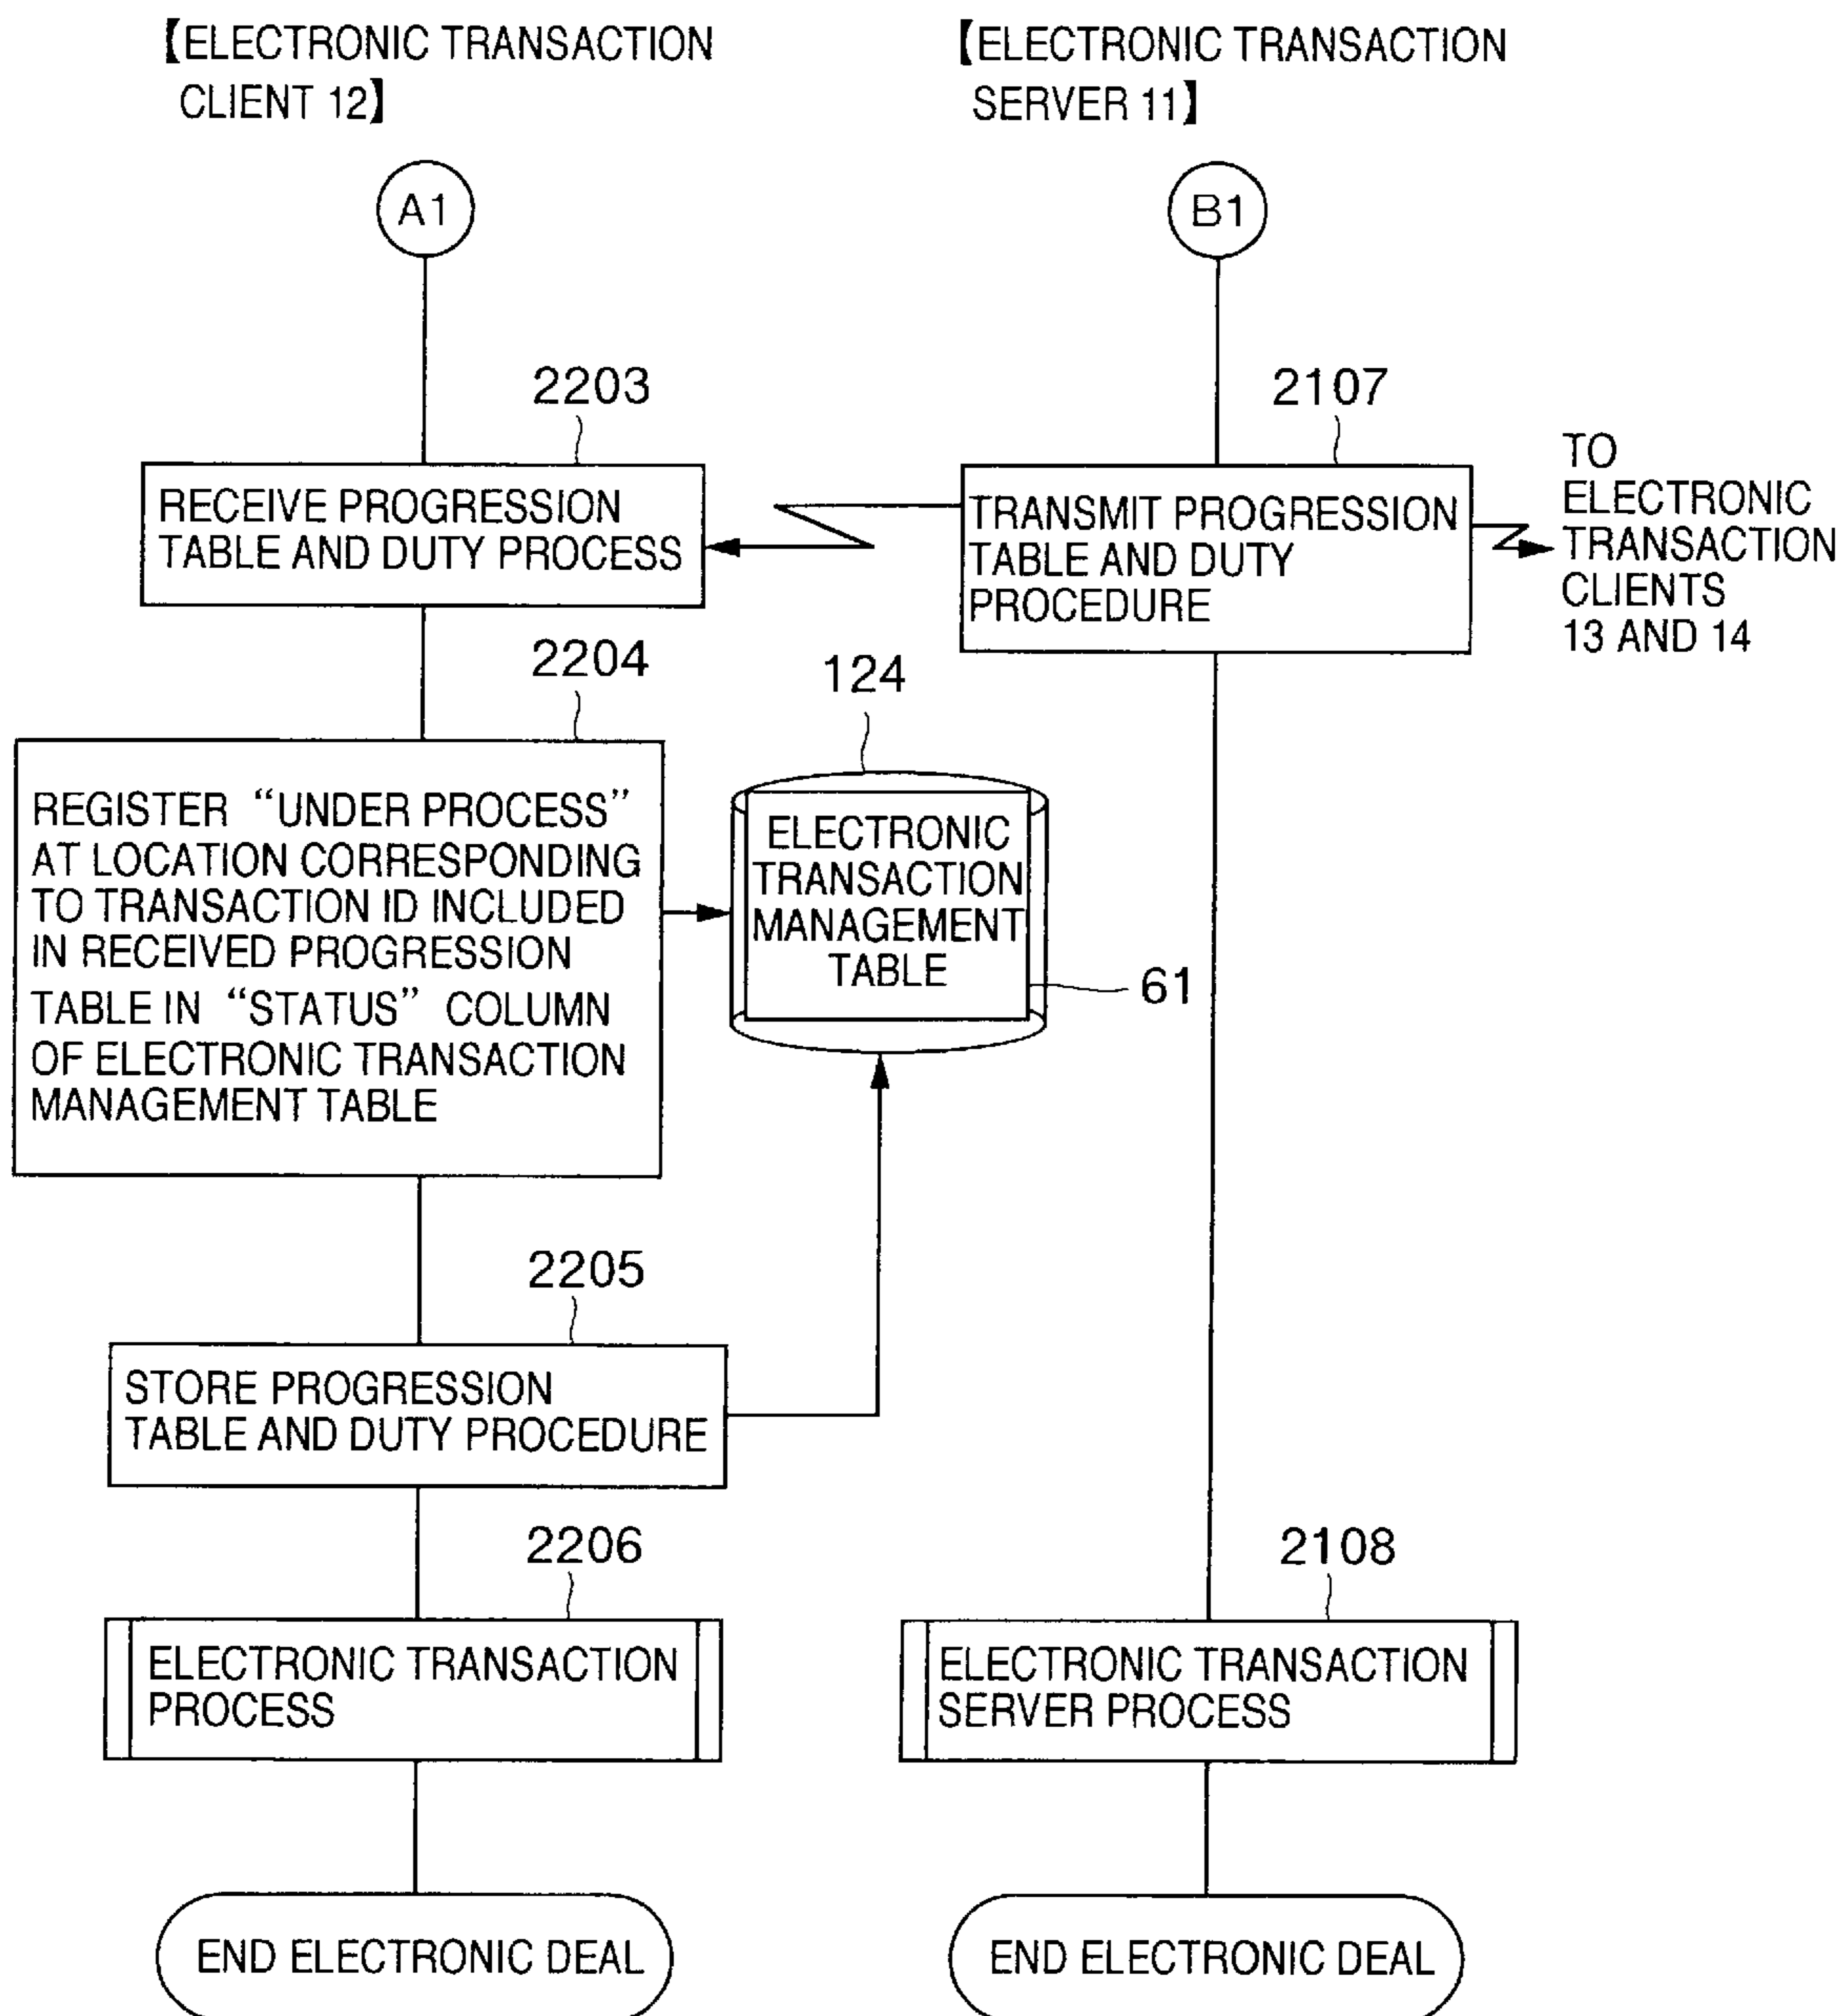 【ELECTRONIC TRANSACTION
CLIENT 12】
【ELECTRONIC TRANSACTION
SERVER 11】
A1
B1
2203
2107
RECEIVE PROGRESSION
TABLE AND DUTY PROCESS
TRANSMIT PROGRESSION
TABLE AND DUTY
PROCEDURE
TO
ELECTRONIC
TRANSACTION
CLIENTS
13 AND 14
2204
124
REGISTER “UNDER PROCESS”
AT LOCATION CORRESPONDING
TO TRANSACTION ID INCLUDED
IN RECEIVED PROGRESSION
TABLE IN “STATUS” COLUMN
OF ELECTRONIC TRANSACTION
MANAGEMENT TABLE
ELECTRONIC
TRANSACTION
MANAGEMENT
TABLE
61
2205
STORE PROGRESSION
TABLE AND DUTY PROCEDURE
2206
2108
ELECTRONIC TRANSACTION
PROCESS
ELECTRONIC TRANSACTION
SERVER PROCESS
END ELECTRONIC DEAL
END ELECTRONIC DEAL